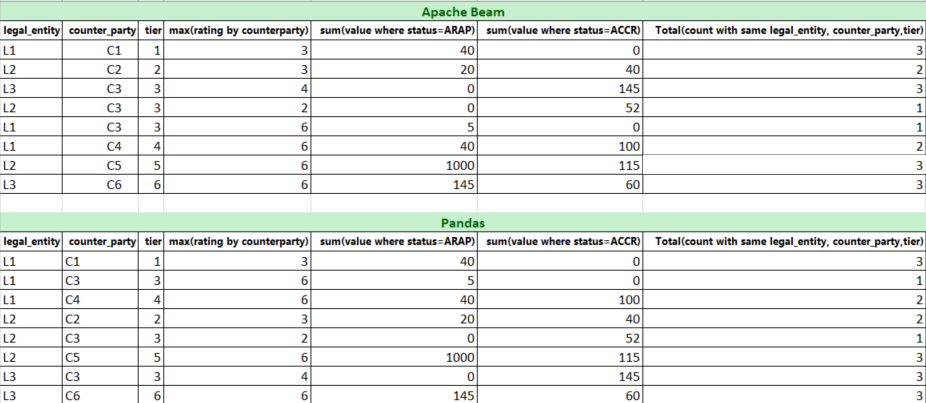 Apache Beam
legal_entity counter_party tier max(rating by counterparty) sum(value where status=ARAP) sum(value where status=ACCR) Total(count with same legal_entity, counter_party,tier)
L1 C1 1 3 40 0 3
L2 C2 2 3 20 40 2
L3 C3 3 4 0 145 3
L2 C3 3 2 0 52 1
L1 C3 3 6 5 0 1
L1 C4 4 6 40 100 2
L2 C5 5 6 1000 115 3
L3 C6 6 6 145 60 3
Pandas
legal_entity counter_party tier max(rating by counterparty) sum(value where status=ARAP) sum(value where status=ACCR) Total(count with same legal_entity, counter_party,tier)
L1 C1 1 3 40 0 3
L1 C3 3 6 5 0 1
L1 C4 4 6 40 100 2
L2 C2 2 3 20 40 2
L2 C3 3 2 0 52 1
L2 C5 5 6 1000 115 3
L3 C3 3 4 0 145 3
L3 C6 6 6 145 60 3